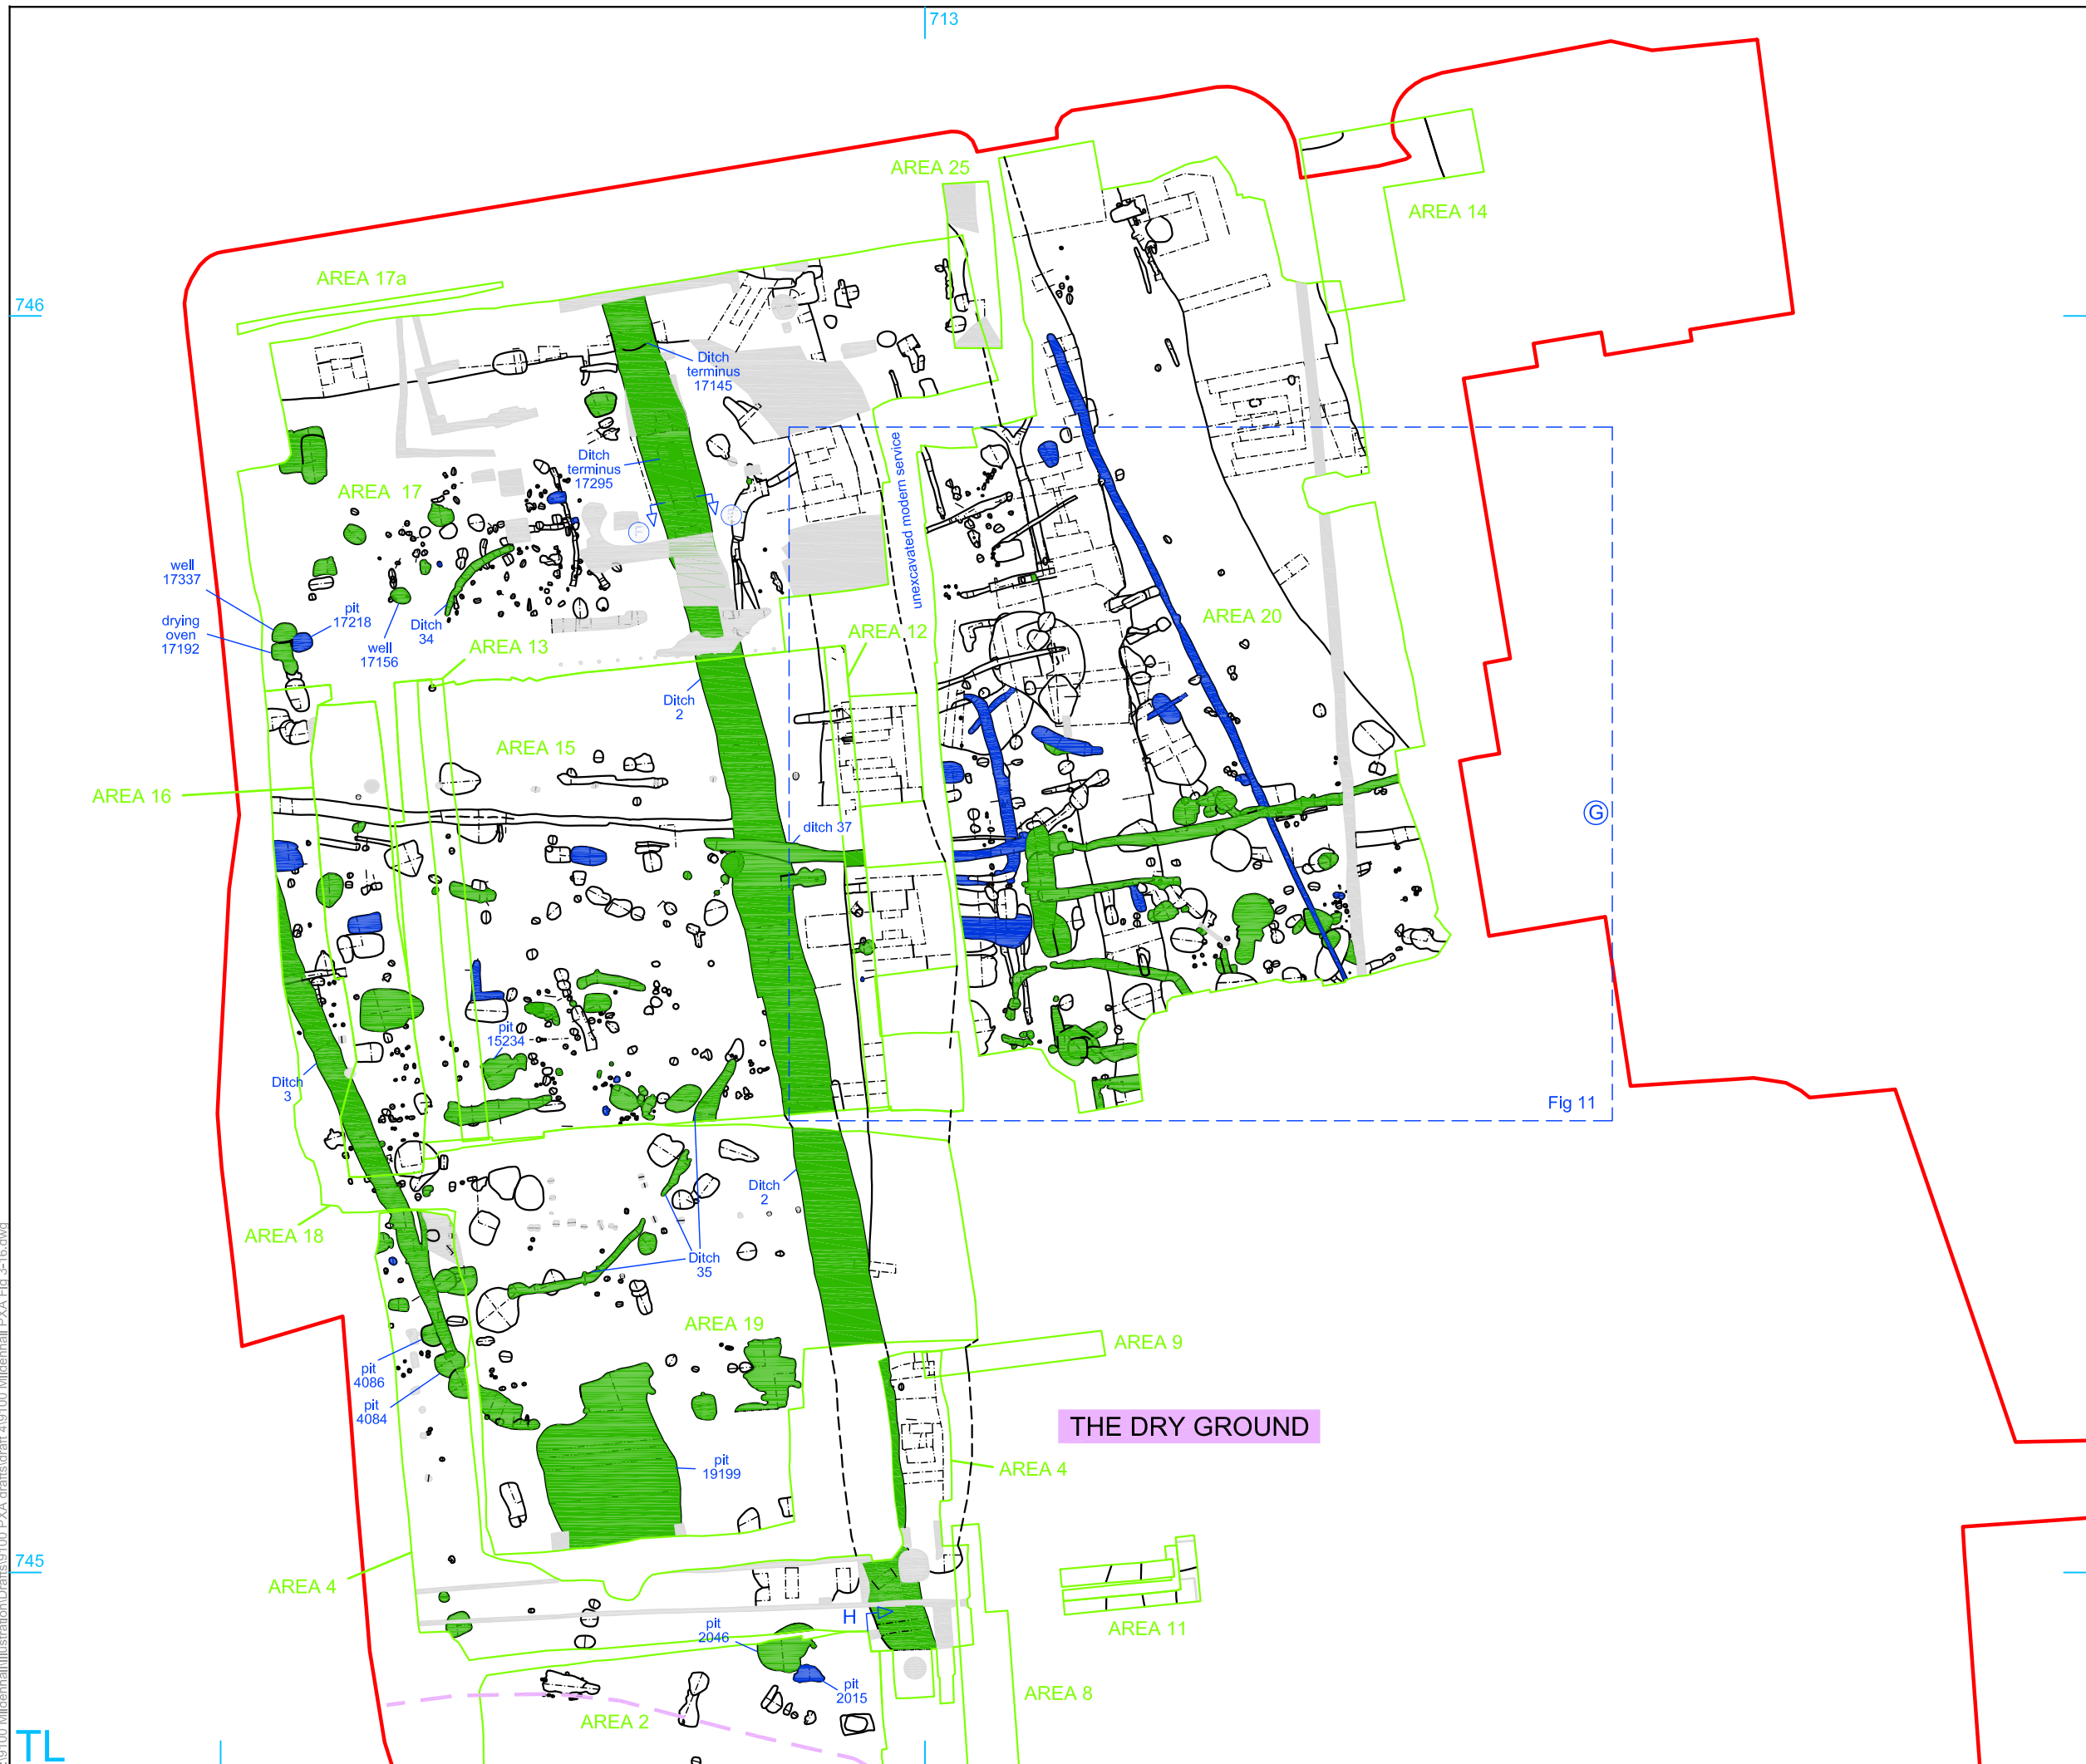 713
AREA 25
AREA 14
AREA 17a
746
Ditch
terminus
17145
unexcavated modern service
Ditch
terminus
17295
AREA 17
F
E
well
17337
pit
17218
drying
oven
17192
Ditch
34
well
17156
AREA 13
AREA 12
AREA 20
Ditch
2
AREA 15
AREA 16
ditch 37
G
pit
15234
Ditch
3
Fig 11
Ditch
2
AREA 18
Ditch
35
AREA 19
AREA 9
pit
4086
pit
4084
THE DRY GROUND
pit
19199
AREA 4
745
AREA 4
H
AREA 11
pit
2046
pit
2015
AREA 8
AREA 2
TL